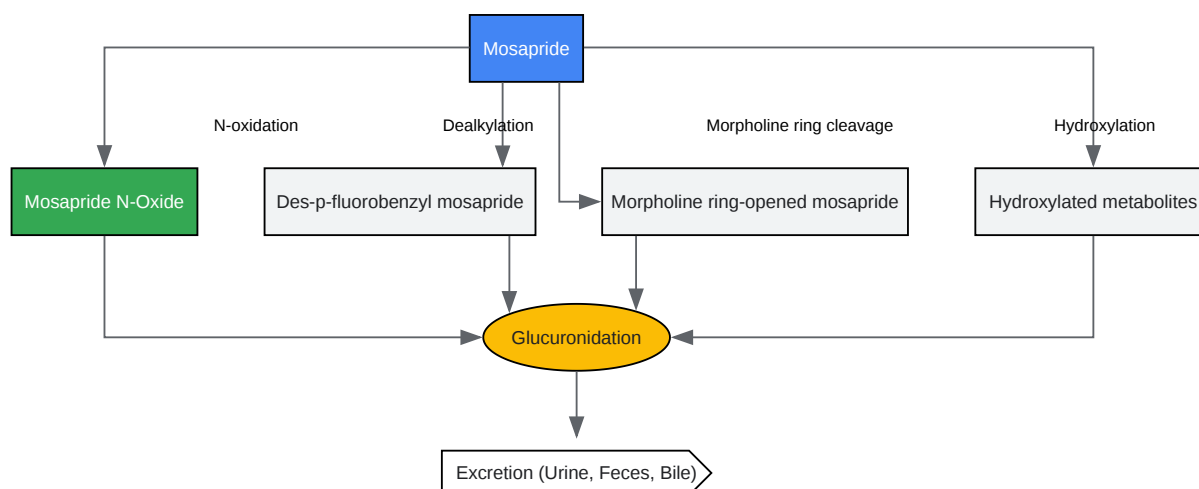 Mosapride
N-oxidation
Dealkylation
Morpholine ring cleavage
Hydroxylation
Mosapride N-Oxide
Des-p-fluorobenzyl mosapride
Morpholine ring-opened mosapride
Hydroxylated metabolites
Glucuronidation
Excretion (Urine, Feces, Bile)